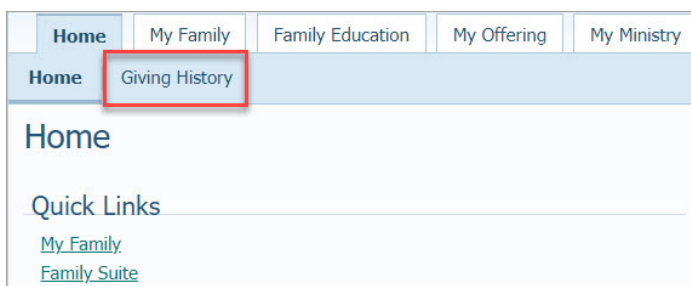 Home My Family Family Education My Offering My Ministry
Home Giving History
Home
Quick Links
My Family
Family Suite